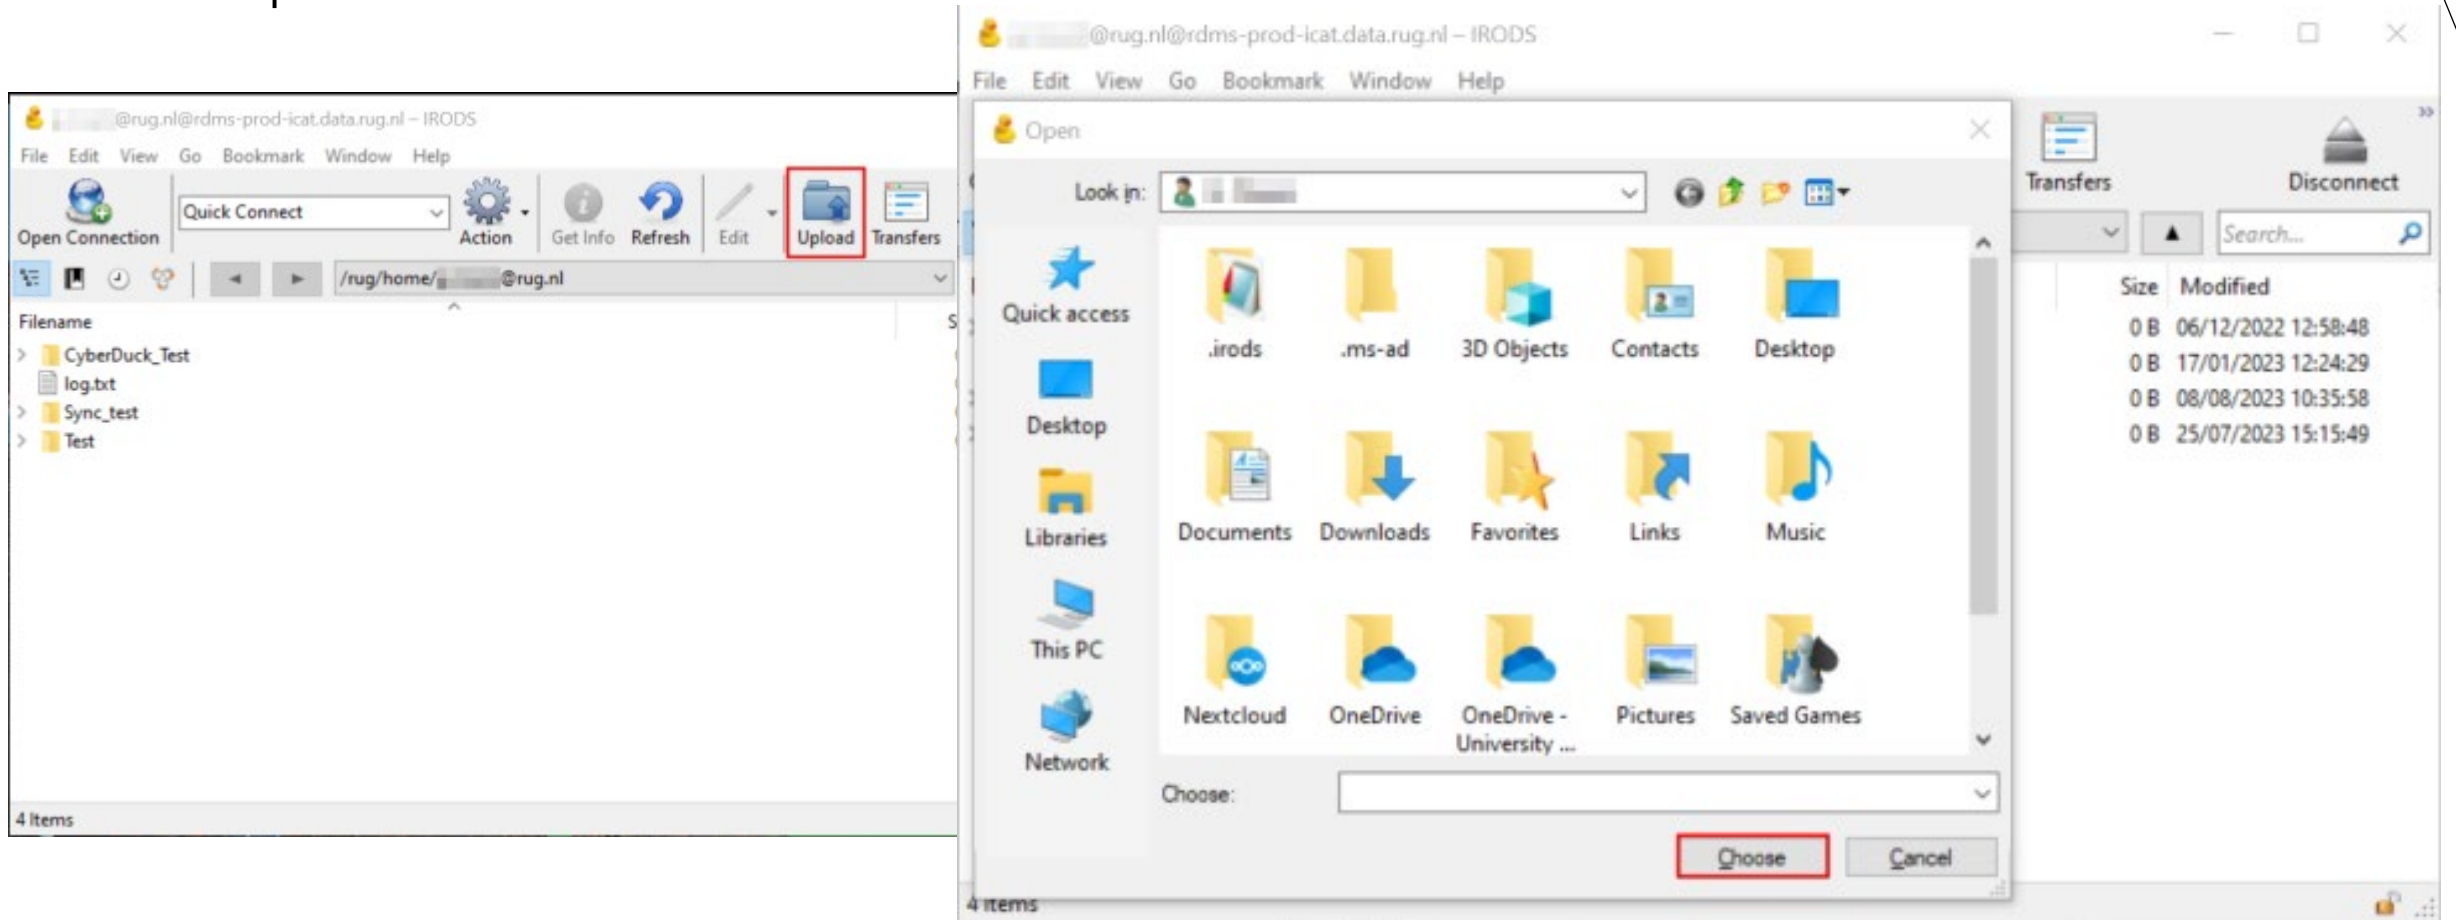 @rug.nl@rdms-prod-icat.data.rug.nl – IRODS
File Edit View Go Bookmark Window Help
Open Connection
Quick Connect
Action
Get Info
Refresh
Edit
Upload
Transfers
/rug/home/ @rug.nl
Filename
CyberDuck_Test
log.txt
Sync_test
Test
4 Items
@rug.nl@rdms-prod-icat.data.rug.nl – IRODS
File Edit View Go Bookmark Window Help
Open
Look in:
Quick access
Desktop
Libraries
This PC
Network
.irods .ms-ad 3D Objects Contacts Desktop
Documents Downloads Favorites Links Music
Nextcloud OneDrive OneDrive - Pictures Saved Games
University ...
Choose:
Choose Cancel
Transfers Disconnect
Search...
Size Modified
0 B 06/12/2022 12:58:48
0 B 17/01/2023 12:24:29
0 B 08/08/2023 10:35:58
0 B 25/07/2023 15:15:49
4 Items